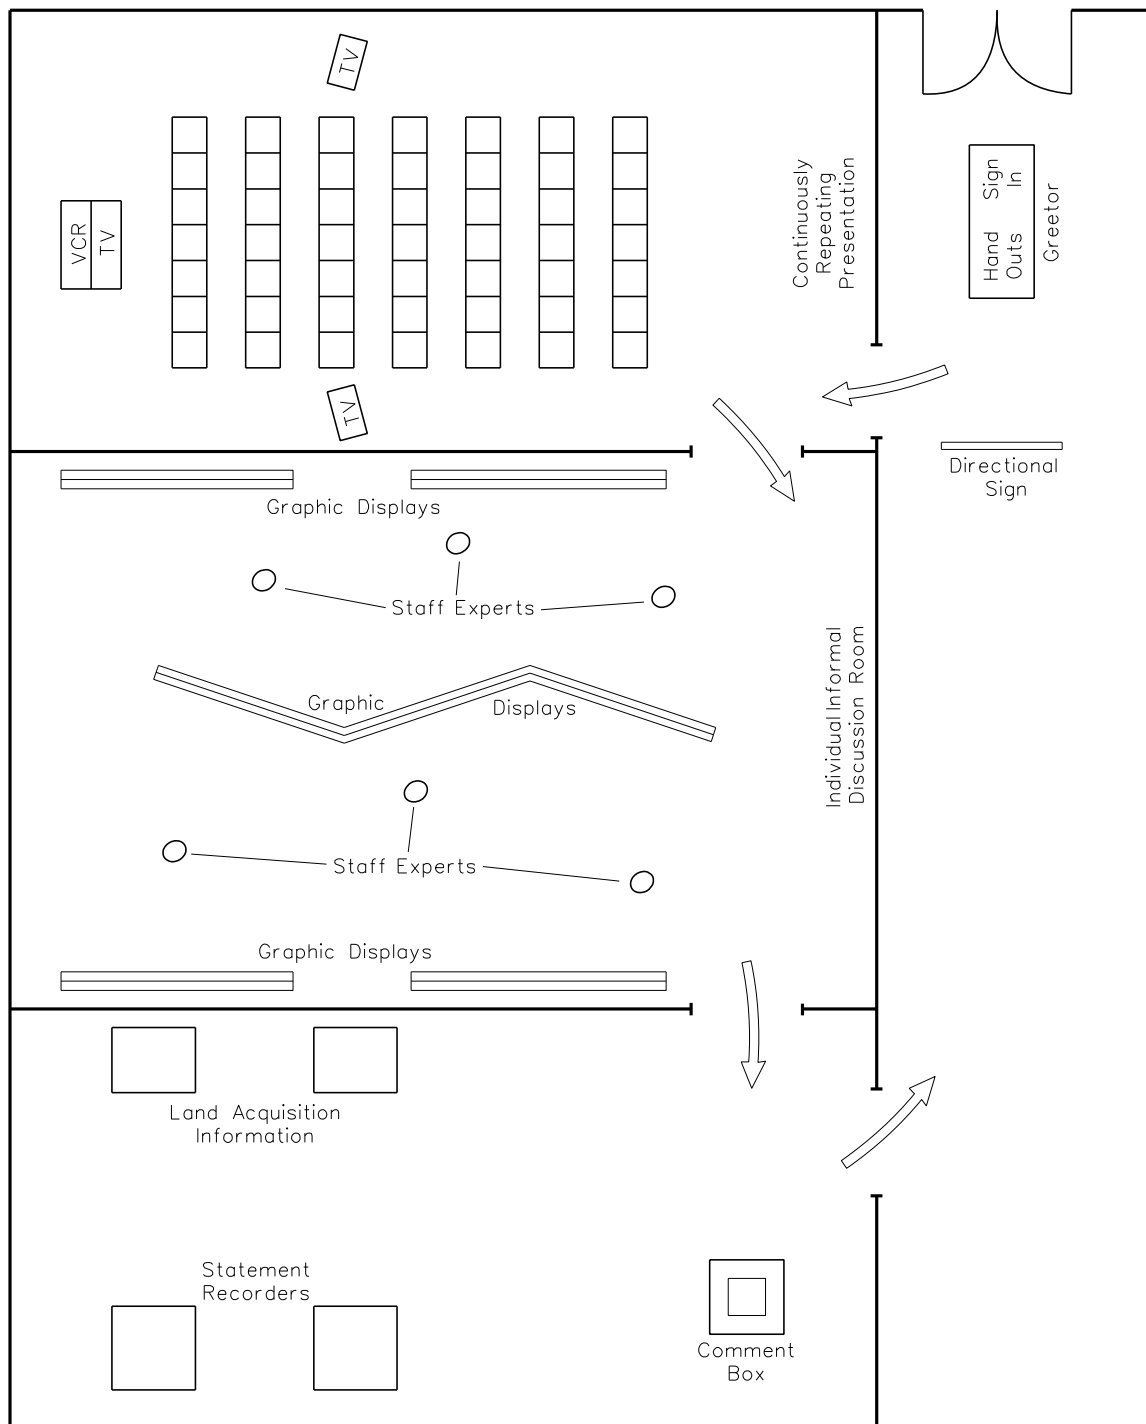 TV
VCR
TV
TV
Continuously
Repeating
Presentation
Hand Sign
Outs In
Greetor
Directional
Sign
Graphic Displays
Staff Experts
Graphic
Displays
Individual Informal
Discussion Room
Staff Experts
Graphic Displays
Land Acquisition
Information
Statement
Recorders
Comment
Box